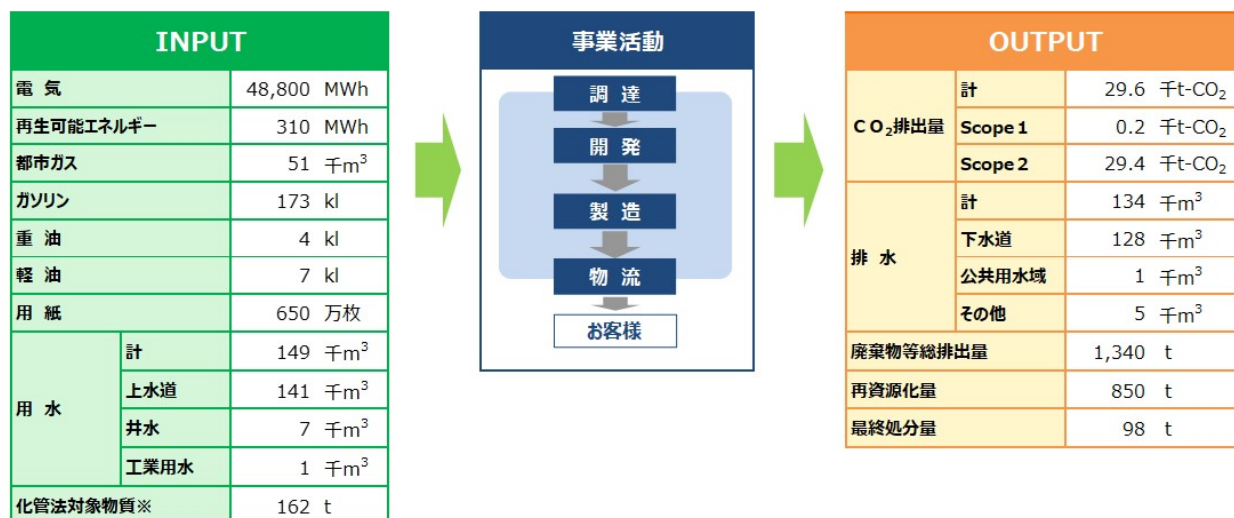 INPUT
電 気 48,800 MWh
再生可能エネルギー 310 MWh
都市ガス 51 千m³
ガソリン 173 kl
重 油 4 kl
軽 油 7 kl
用 紙 650 万枚
用 水 計 149 千m³
上水道 141 千m³
井水 7 千m³
工業用水 1 千m³
化管法対象物質※ 162 t
事業活動
調 達
開 発
製 造
物 流
お客様
OUTPUT
CO₂排出量 計 29.6 千t-CO₂
Scope 1 0.2 千t-CO₂
Scope 2 29.4 千t-CO₂
排 水 計 134 千m³
下水道 128 千m³
公共用水域 1 千m³
その他 5 千m³
廃棄物等総排出量 1,340 t
再資源化量 850 t
最終処分量 98 t